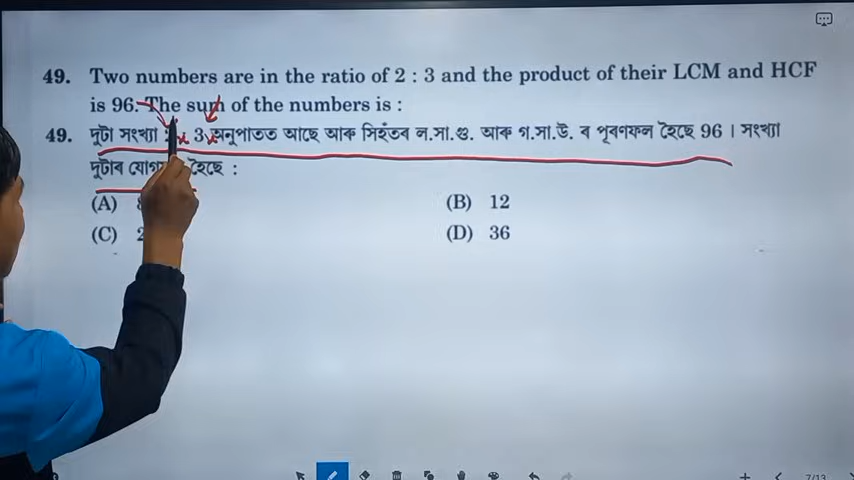 49. Two numbers are in the ratio of 2 : 3 and the product of their LCM and HCF
is 96. The sum of the numbers is :
49. দুটা সংখ্যা 3 অনুপাতত আছে আৰু সিহঁতৰ ল.সা.গু. আৰু গ.সা.উ. ৰ পূৰণফল হৈছে 96 । সংখ্যা
দুটাৰ হৈছে :
(A) (B) 12
(C) (D) 36
7/13